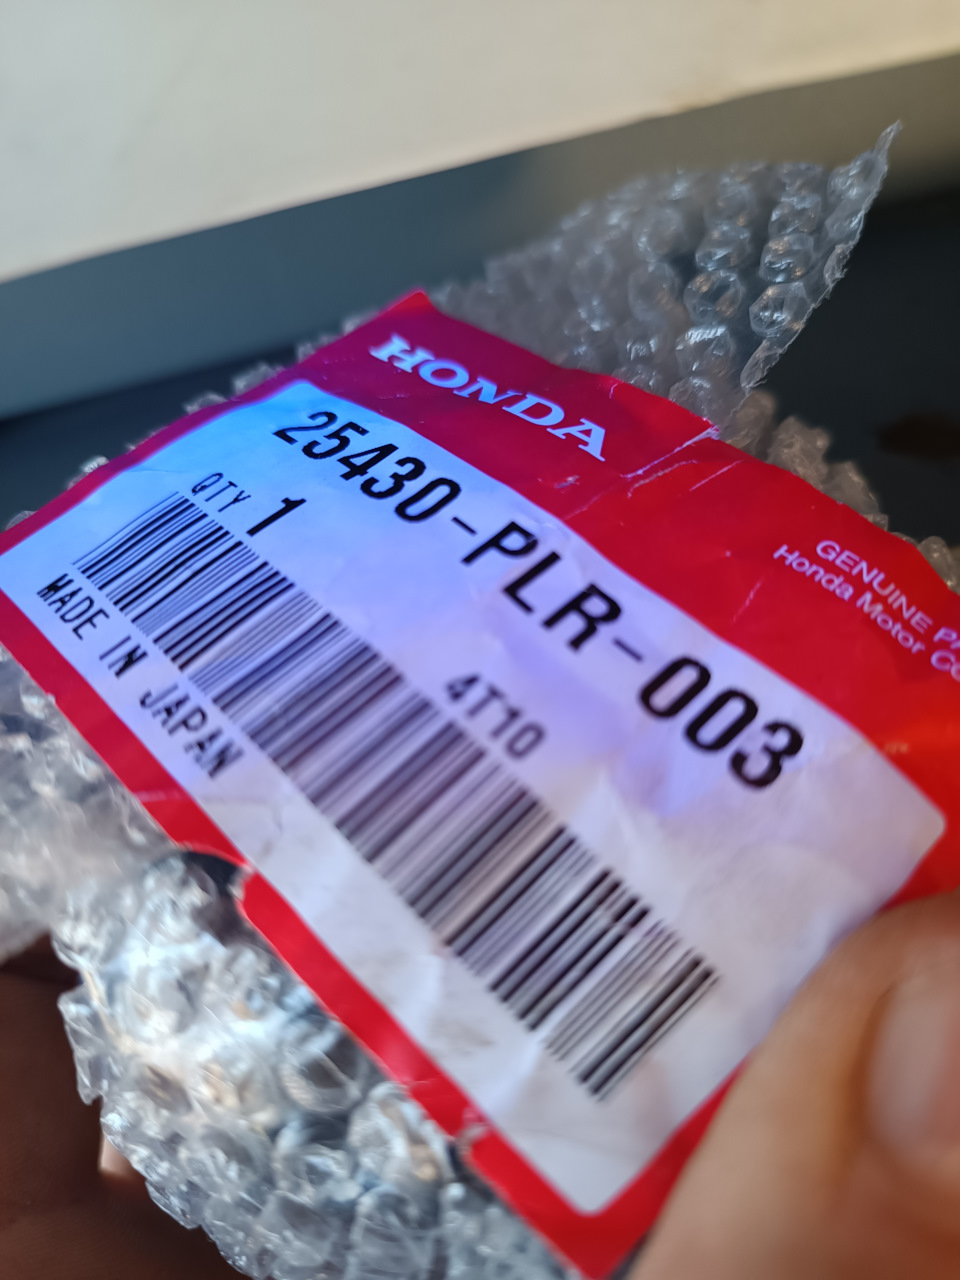 HONDA
GENUINE
Honda Motor
25430-PLR-003
QTY 1
4T10
MADE IN JAPAN